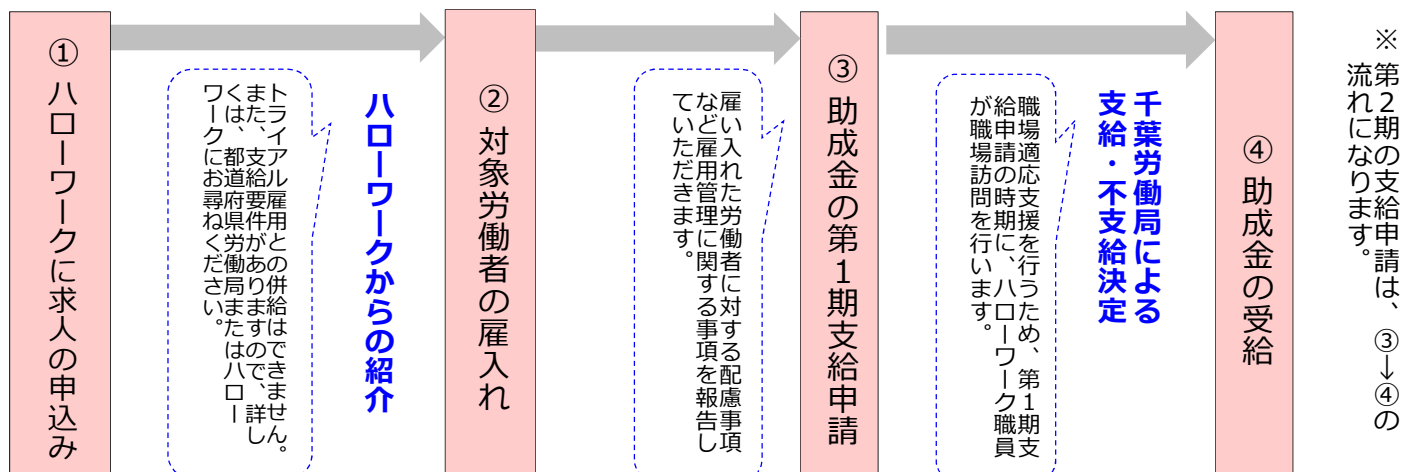 ① ハローワークに求人の申込み
ハローワークからの紹介
トライアル雇用との併給はできません。
また、支給要件がありますので、詳し
くは、都道府県労働局またはハロー
ワークにお尋ねください。
② 対象労働者の雇入れ
雇い入れた労働者に対する配慮事項
など雇用管理に関する事項を報告し
ていただきます。
③ 助成金の第1期支給申請
千葉労働局による
支給・不支給決定
職場適応支援を行うため、第1期支
給申請の時期に、ハローワーク職員
が職場訪問を行います。
④ 助成金の受給
※ 第2期の支給申請は、③→④の
流れになります。